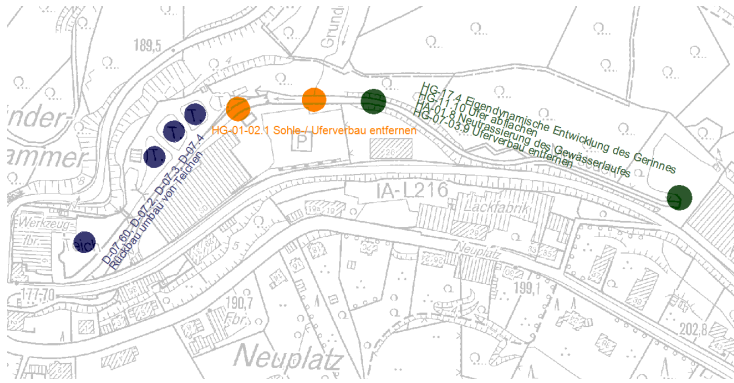 189,5
Grund
nder-
ammer
HG-17.4 Eigendynamische Entwicklung des Gerinnes
HG-11.10 Ufer abflachen
HA-01.8 Neutrassierung des Gewässerlaufes
HG-07-03.9 Uferverbau entfernen
HG-01-02.1 Sohle / Uferverbau entfernen
P
T.
T.
T.
D-07.60, D-07.2, D-07.3, D-07.4
Rückbau/umbau von Teichen
IA-L216
Lackfabrik
Werkzeug-
fbr.
eich
177-70
190,7
Fbr.
199,1
202,8
Neuplatz